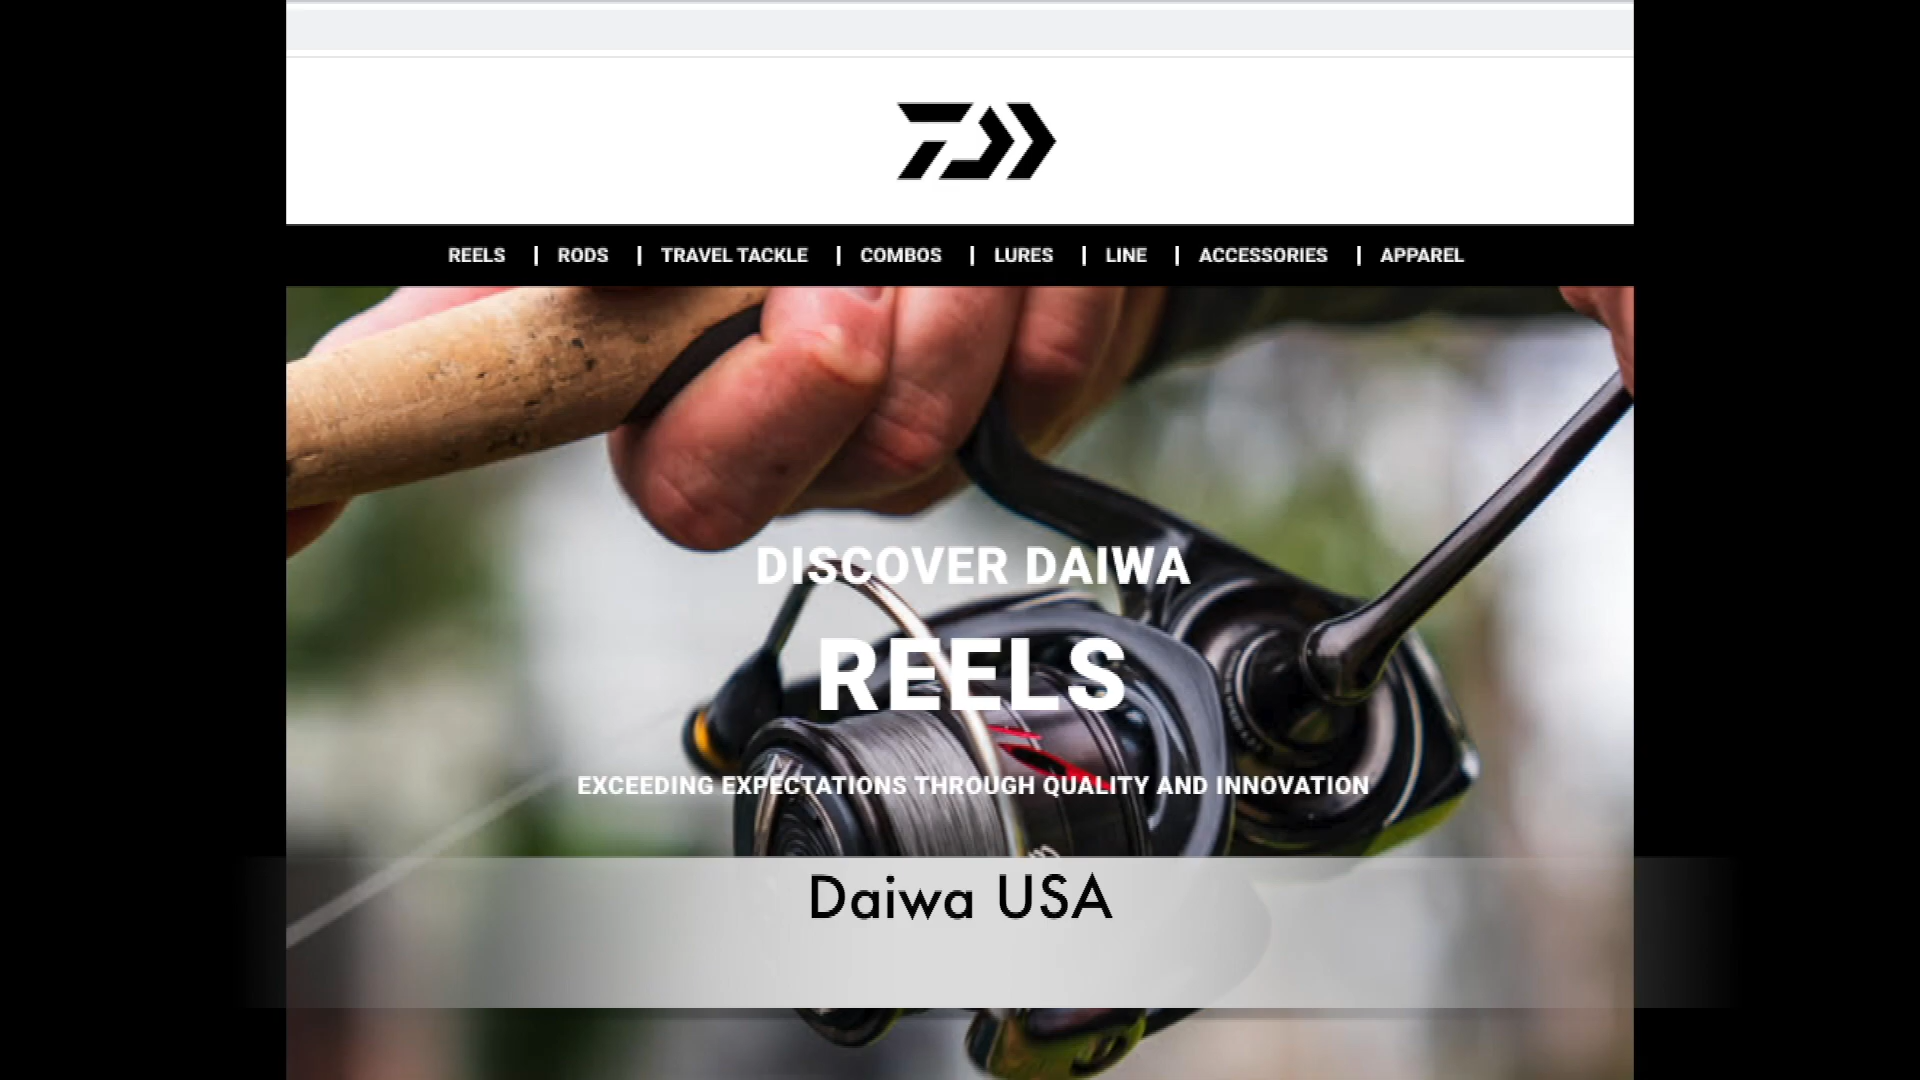 REELS | RODS | TRAVEL TACKLE | COMBOS | LURES | LINE | ACCESSORIES | APPAREL
DISCOVER DAIWA
REELS
EXCEEDING EXPECTATIONS THROUGH QUALITY AND INNOVATION
Daiwa USA